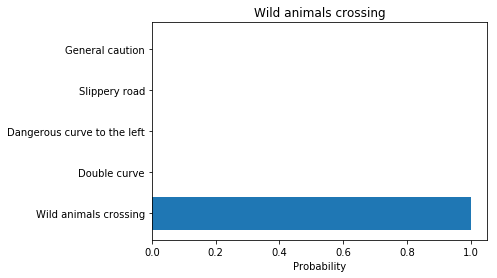 Wild animals crossing
General caution
Slippery road
Dangerous curve to the left
Double curve
Wild animals crossing
0.0 0.2 0.4 0.6 0.8 1.0
Probability